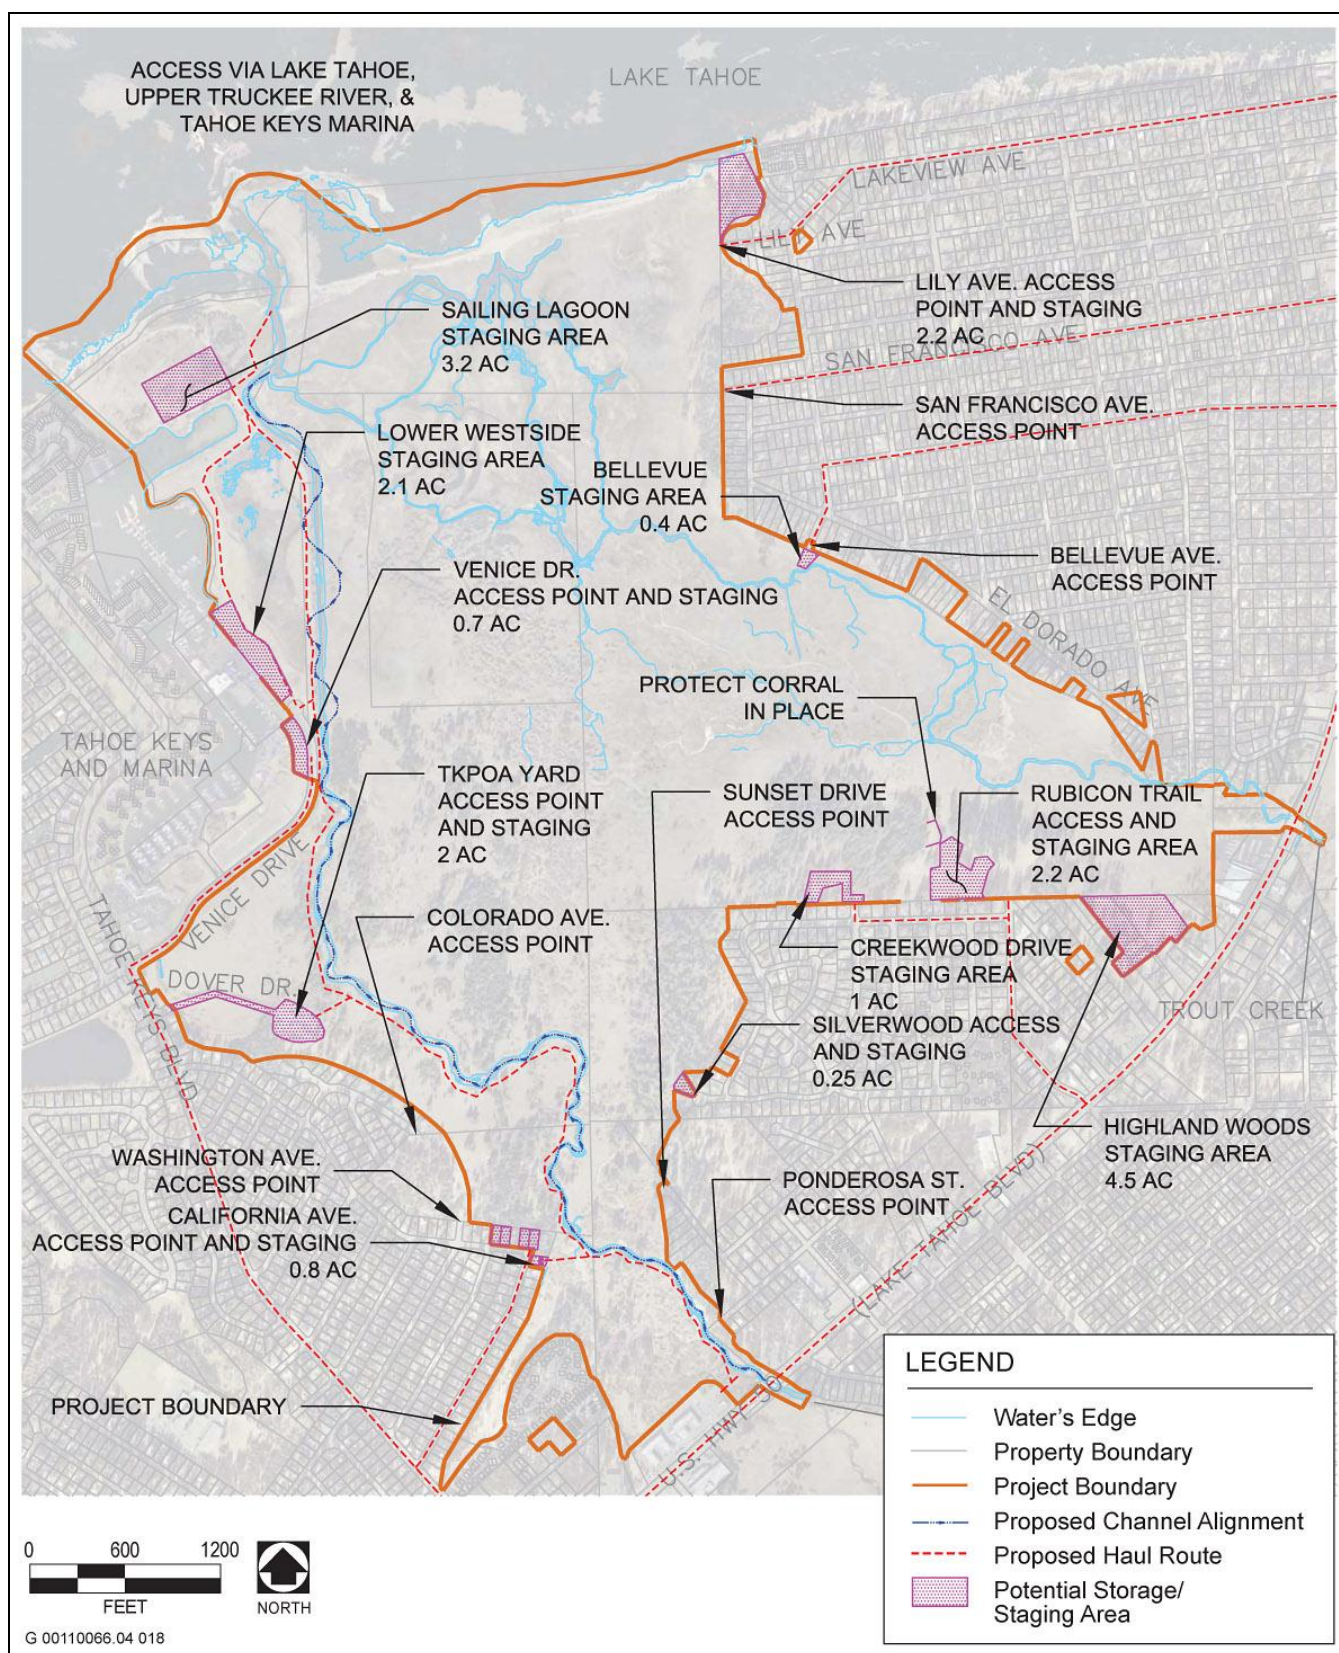 ACCESS VIA LAKE TAHOE,
UPPER TRUCKEE RIVER, &
TAHOE KEYS MARINA
LAKE TAHOE
LAKEVIEW AVE
LILY AVE
LILY AVE. ACCESS
POINT AND STAGING
2.2 AC
SAILING LAGOON
STAGING AREA
3.2 AC
SAN FRANCISCO AVE
SAN FRANCISCO AVE.
ACCESS POINT
LOWER WESTSIDE
STAGING AREA
2.1 AC
BELLEVUE
STAGING AREA
0.4 AC
BELLEVUE AVE.
ACCESS POINT
VENICE DR.
ACCESS POINT AND STAGING
0.7 AC
EL DORADO AVE
PROTECT CORRAL
IN PLACE
TAHOE KEYS
AND MARINA
TKPOA YARD
ACCESS POINT
AND STAGING
2 AC
SUNSET DRIVE
ACCESS POINT
RUBICON TRAIL
ACCESS AND
STAGING AREA
2.2 AC
VENICE DRIVE
COLORADO AVE.
ACCESS POINT
CREEKWOOD DRIVE
STAGING AREA
1 AC
DOVER DR.
TAHOE KEYS BLVD
TROUT CREEK
SILVERWOOD ACCESS
AND STAGING
0.25 AC
HIGHLAND WOODS
STAGING AREA
4.5 AC
WASHINGTON AVE.
ACCESS POINT
PONDEROSA ST.
ACCESS POINT
CALIFORNIA AVE.
ACCESS POINT AND STAGING
0.8 AC
(LAKE TAHOE BLVD)
U.S. HWY 50
PROJECT BOUNDARY
LEGEND
Water's Edge
Property Boundary
Project Boundary
Proposed Channel Alignment
Proposed Haul Route
Potential Storage/
Staging Area
0 600 1200
FEET
NORTH
G 00110066.04 018